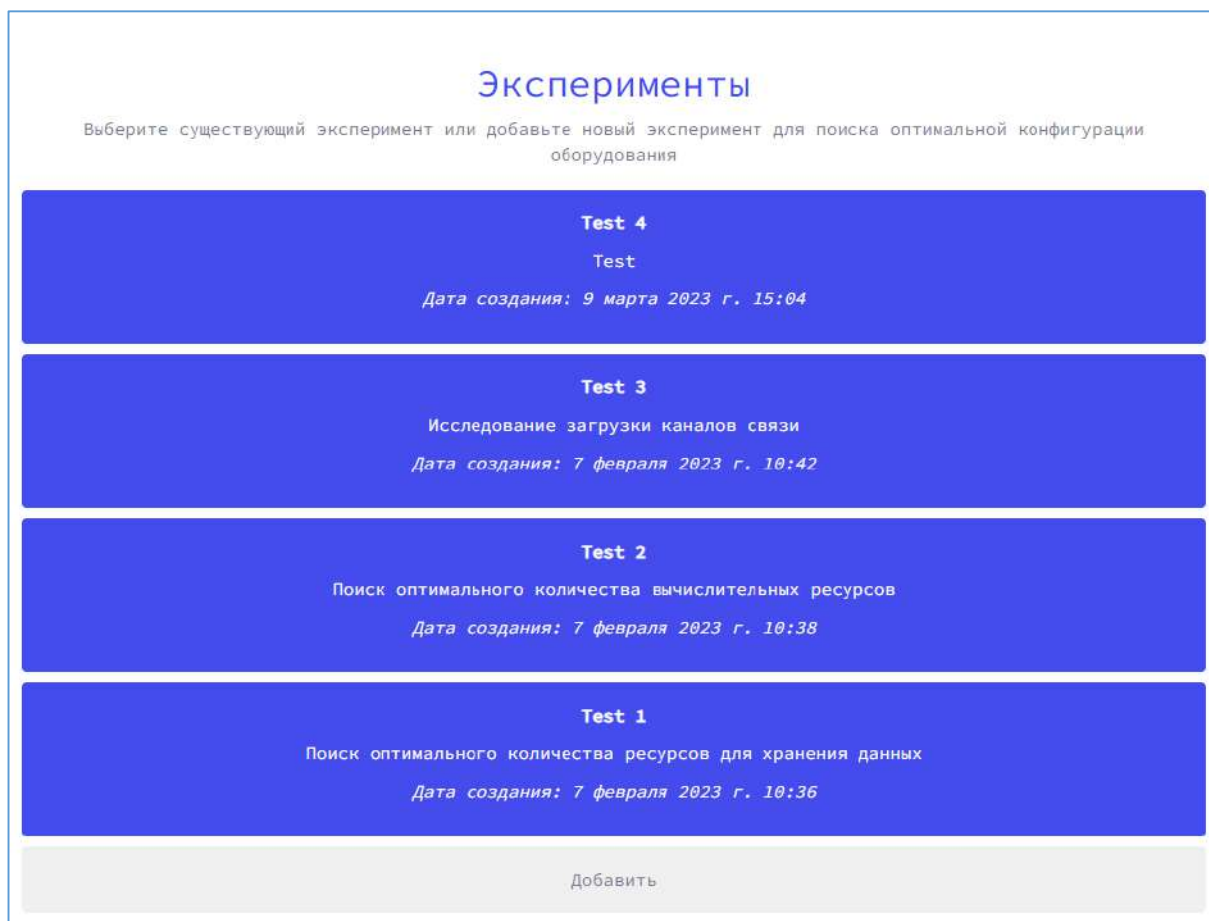 Эксперименты
Выберите существующий эксперимент или добавьте новый эксперимент для поиска оптимальной конфигурации
оборудования
Test 4
Test
Дата создания: 9 марта 2023 г. 15:04
Test 3
Исследование загрузки каналов связи
Дата создания: 7 февраля 2023 г. 10:42
Test 2
Поиск оптимального количества вычислительных ресурсов
Дата создания: 7 февраля 2023 г. 10:38
Test 1
Поиск оптимального количества ресурсов для хранения данных
Дата создания: 7 февраля 2023 г. 10:36
Добавить